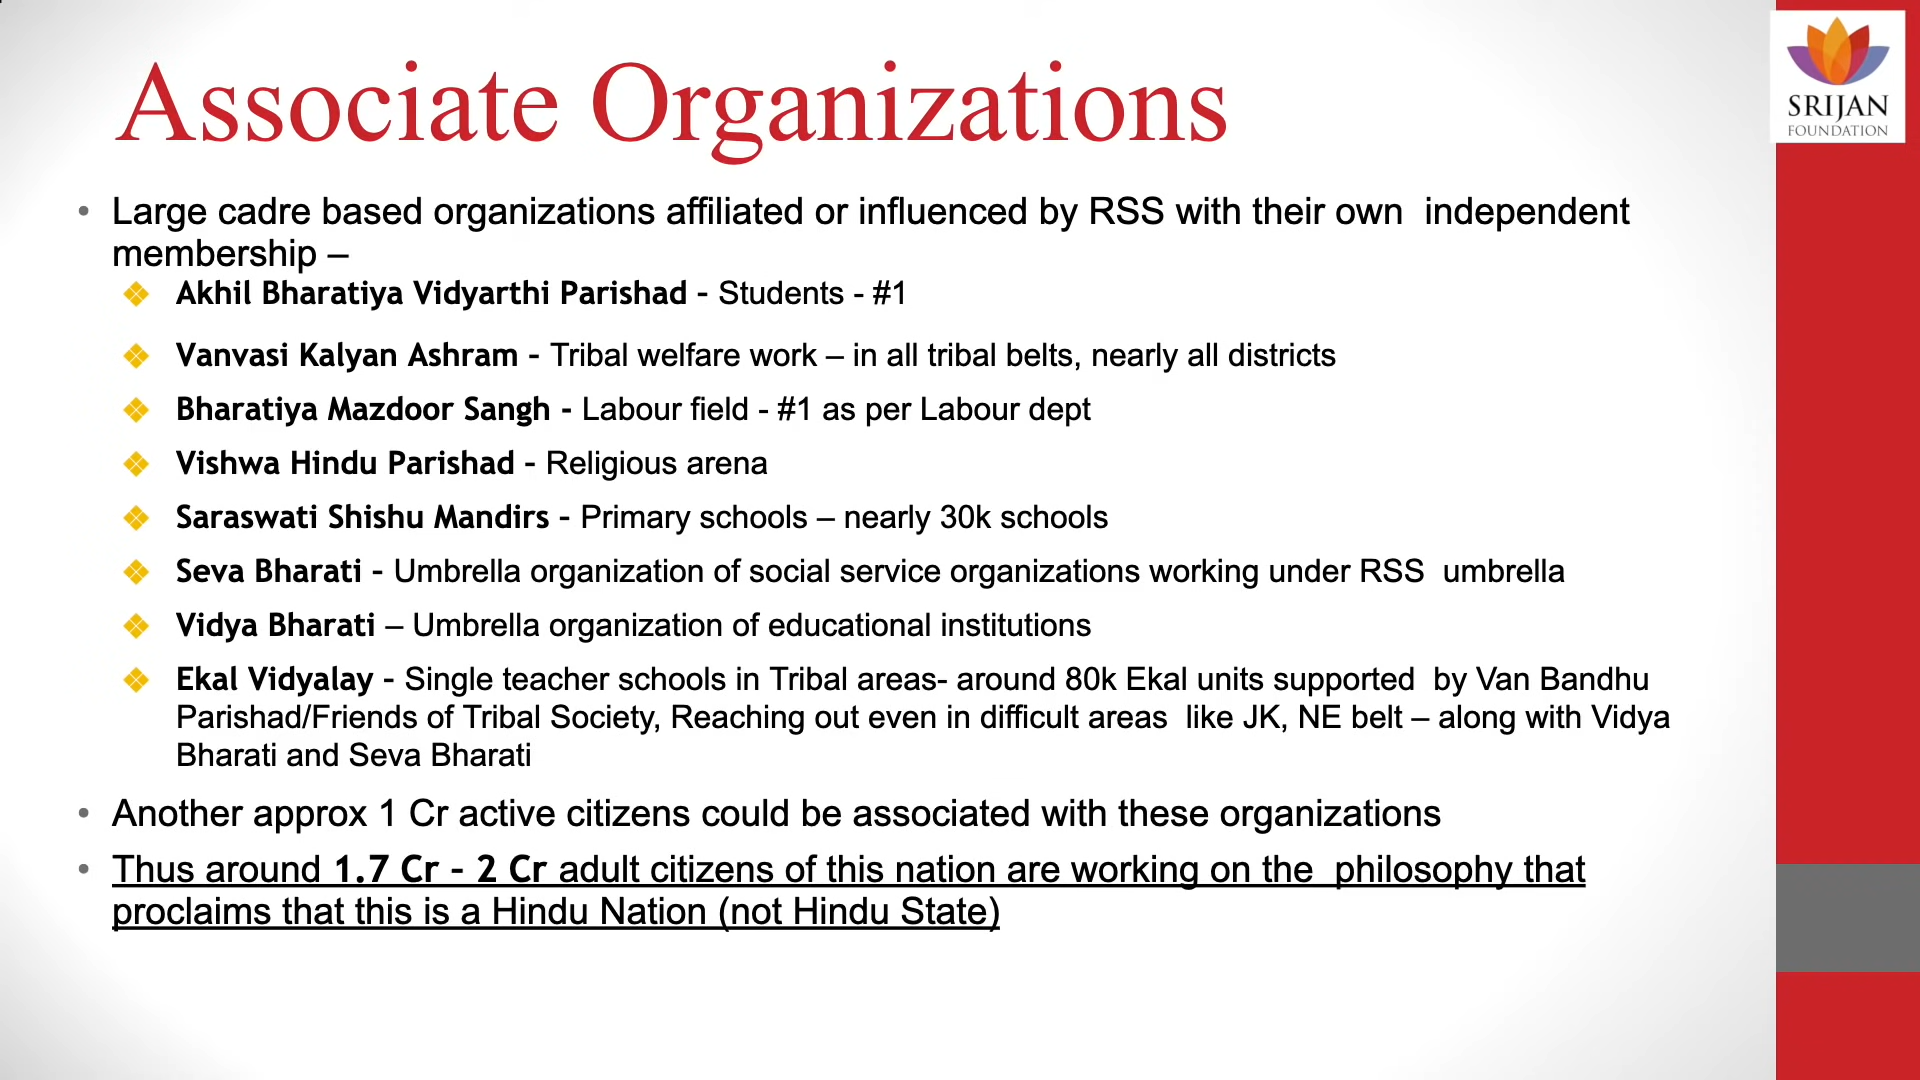 Associate Organizations
SRIJAN
FOUNDATION
• Large cadre based organizations affiliated or influenced by RSS with their own independent
membership –
❖ Akhil Bharatiya Vidyarthi Parishad - Students - #1
❖ Vanvasi Kalyan Ashram - Tribal welfare work – in all tribal belts, nearly all districts
❖ Bharatiya Mazdoor Sangh - Labour field - #1 as per Labour dept
❖ Vishwa Hindu Parishad - Religious arena
❖ Saraswati Shishu Mandirs - Primary schools – nearly 30k schools
❖ Seva Bharati - Umbrella organization of social service organizations working under RSS umbrella
❖ Vidya Bharati – Umbrella organization of educational institutions
❖ Ekal Vidyalay - Single teacher schools in Tribal areas- around 80k Ekal units supported by Van Bandhu
Parishad/Friends of Tribal Society, Reaching out even in difficult areas like JK, NE belt – along with Vidya
Bharati and Seva Bharati
• Another approx 1 Cr active citizens could be associated with these organizations
• Thus around 1.7 Cr - 2 Cr adult citizens of this nation are working on the philosophy that
proclaims that this is a Hindu Nation (not Hindu State)